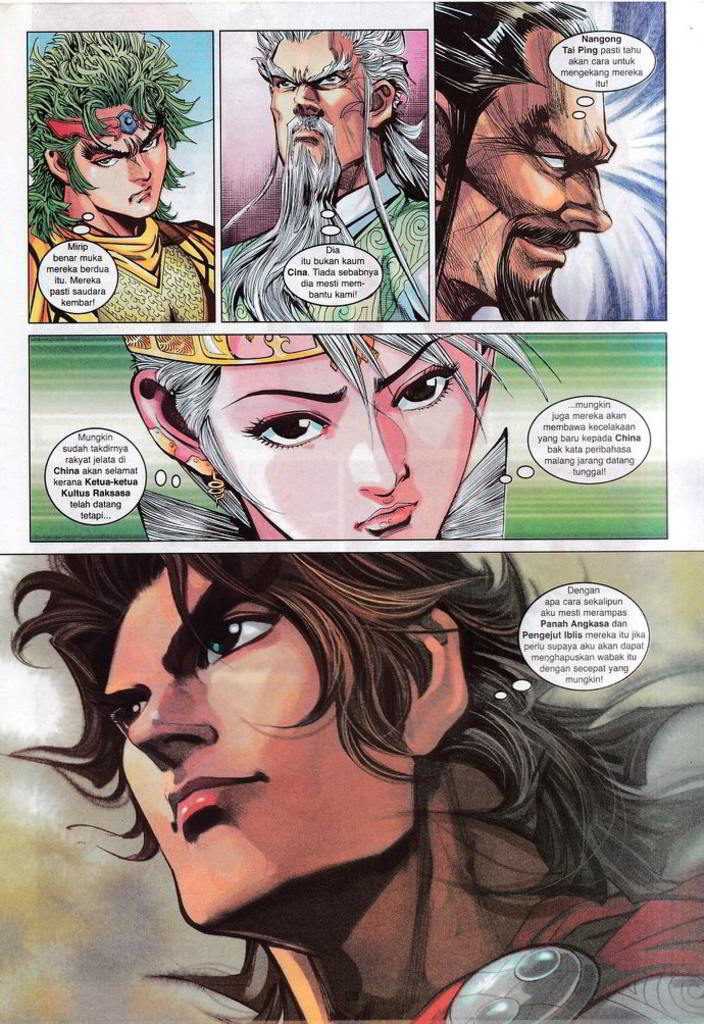 Mirip
benar muka
mereka berdua
itu. Mereka
pasti saudara
kembar!
Dia
itu bukan kaum
Cina. Tiada sebabnya
dia mesti mem-
bantu kami!
Nangong
Tai Ping pasti tahu
akan cara untuk
mengekang mereka
itu!
Mungkin
sudah takdirnya
rakyat jelata di
China akan selamat
kerana Ketua-ketua
Kultus Raksasa
telah datang
tetapi...
...mungkin
juga mereka akan
membawa kecelakaan
yang baru kepada China
bak kata peribahasa
malang jarang datang
tunggal!
Dengan
apa cara sekalipun
aku mesti merampas
Panah Angkasa dan
Pengejut Iblis mereka itu jika
perlu supaya aku akan dapat
menghapuskan wabak itu
dengan secepat yang
mungkin!